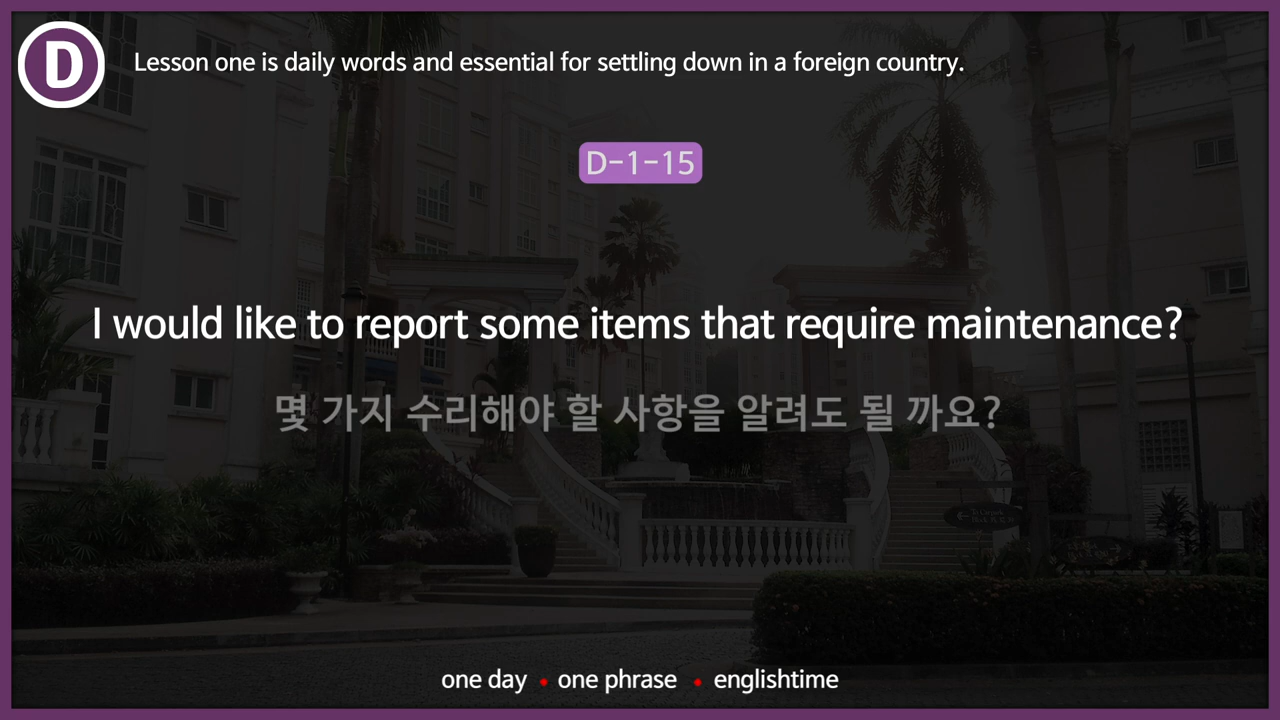 D
Lesson one is daily words and essential for settling down in a foreign country.
D-1-15
I would like to report some items that require maintenance?
몇 가지 수리해야 할 사항을 알려도 될 까요?
one day • one phrase • englishtime